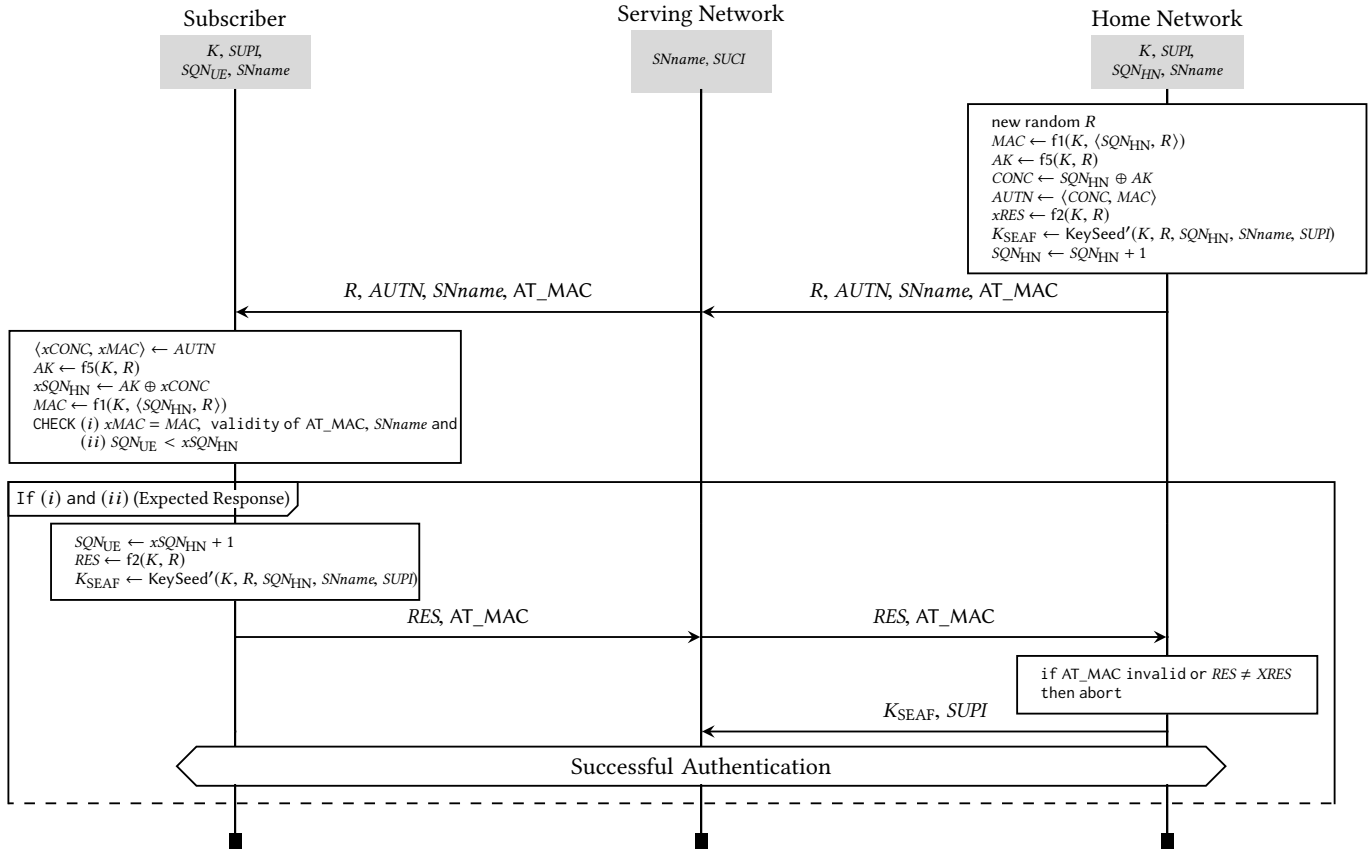 Subscriber
Serving Network
Home Network
K, SUPI,
SQN_UE, SNname
SNname, SUCI
K, SUPI,
SQN_HN, SNname
new random R
MAC ← f1(K, ⟨SQN_HN, R⟩)
AK ← f5(K, R)
CONC ← SQN_HN ⊕ AK
AUTN ← ⟨CONC, MAC⟩
xRES ← f2(K, R)
K_SEAF ← KeySeed′(K, R, SQN_HN, SNname, SUPI)
SQN_HN ← SQN_HN + 1
R, AUTN, SNname, AT_MAC
R, AUTN, SNname, AT_MAC
⟨xCONC, xMAC⟩ ← AUTN
AK ← f5(K, R)
xSQN_HN ← AK ⊕ xCONC
MAC ← f1(K, ⟨SQN_HN, R⟩)
CHECK (i) xMAC = MAC, validity of AT_MAC, SNname and
(ii) SQN_UE < xSQN_HN
If (i) and (ii) (Expected Response)
SQN_UE ← xSQN_HN + 1
RES ← f2(K, R)
K_SEAF ← KeySeed′(K, R, SQN_HN, SNname, SUPI)
RES, AT_MAC
RES, AT_MAC
if AT_MAC invalid or RES ≠ XRES
then abort
K_SEAF, SUPI
Successful Authentication